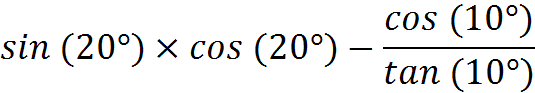 sin (20°) × cos (20°) − cos (10°) / tan (10°)